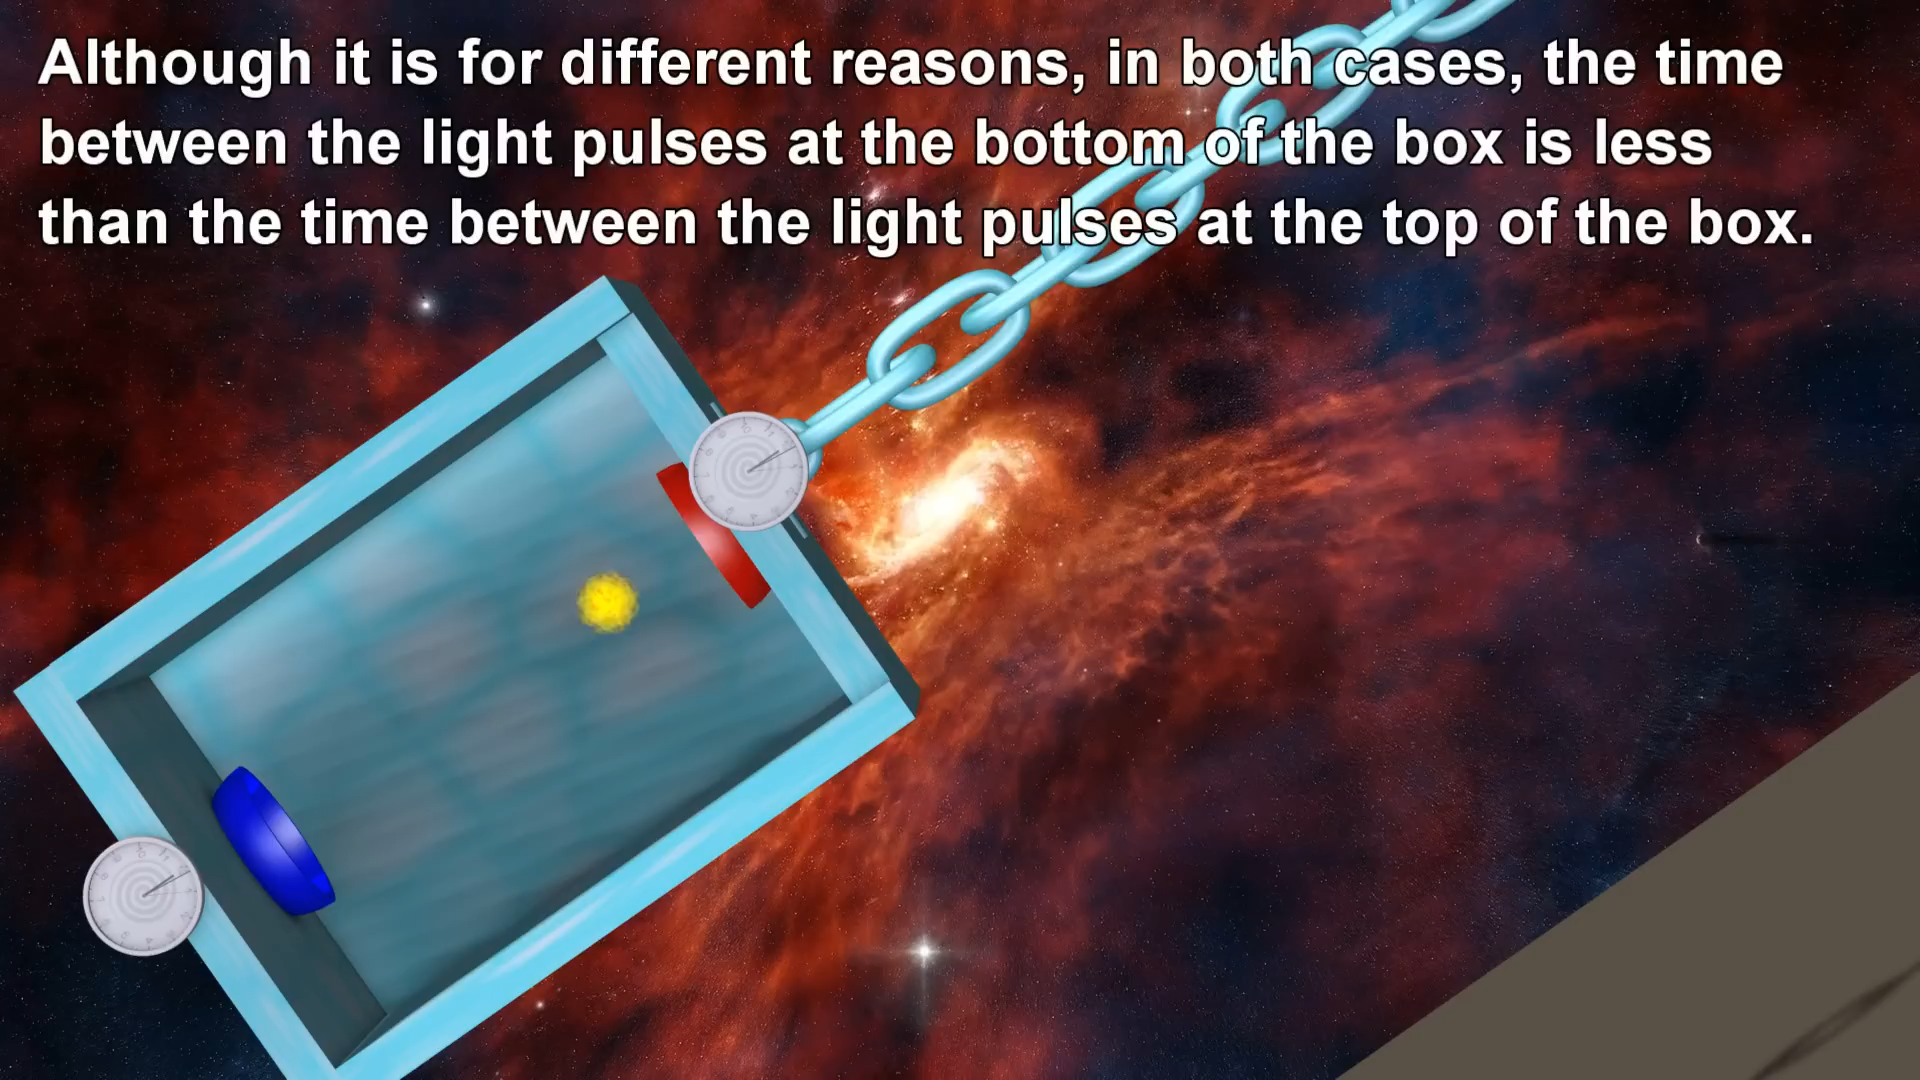 Although it is for different reasons, in both cases, the time
between the light pulses at the bottom of the box is less
than the time between the light pulses at the top of the box.